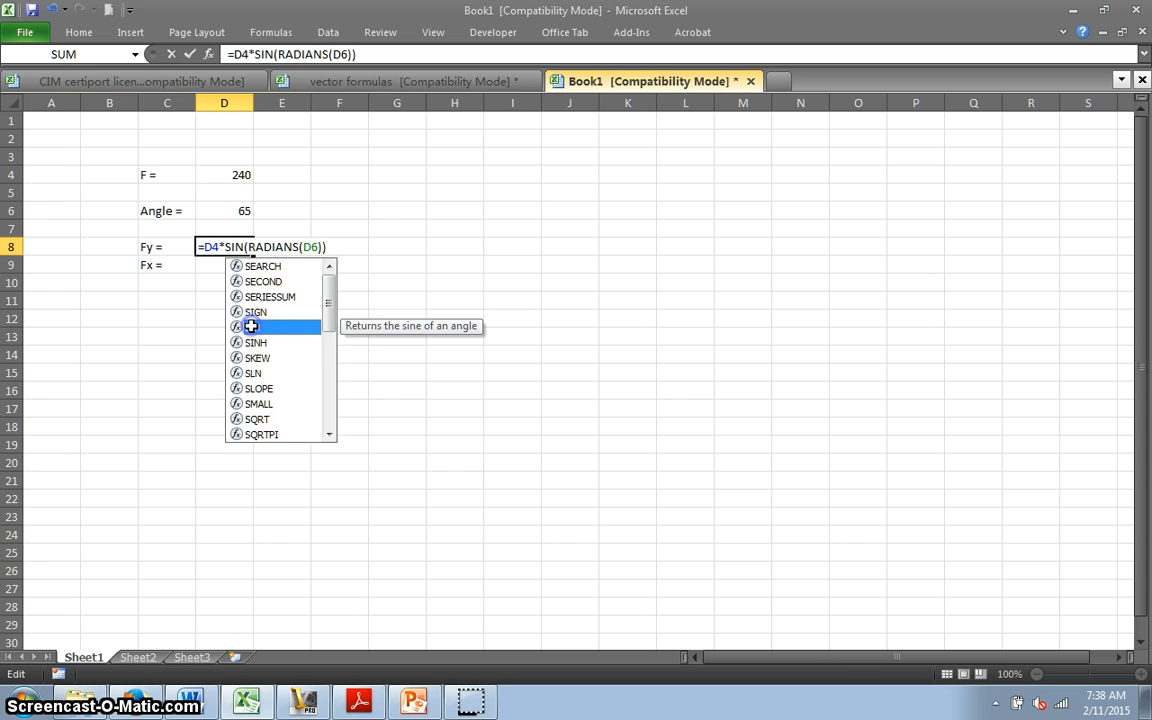 Book1 [Compatibility Mode] - Microsoft Excel
File Home Insert Page Layout Formulas Data Review View Developer Office Tab Add-Ins Acrobat
SUM =D4*SIN(RADIANS(D6))
CIM certiport licen...ompatibility Mode] vector formulas [Compatibility Mode] * Book1 [Compatibility Mode] *
A B C D E F G H I J K L M N O P Q R S
1
2
3
4 F = 240
5
6 Angle = 65
7
8 Fy = =D4*SIN(RADIANS(D6))
9 Fx =
SEARCH
10
SECOND
11
SERIESSUM
SIGN
12
Returns the sine of an angle
13
SINH
14
SKEW
15
SLN
16
SLOPE
17
SMALL
18
SQRT
19
SQRTPI
20
21
22
23
24
25
26
27
28
29
30
Sheet1 Sheet2 Sheet3
Edit 100%
Screencast-O-Matic.com PRO 7:38 AM
2/11/2015